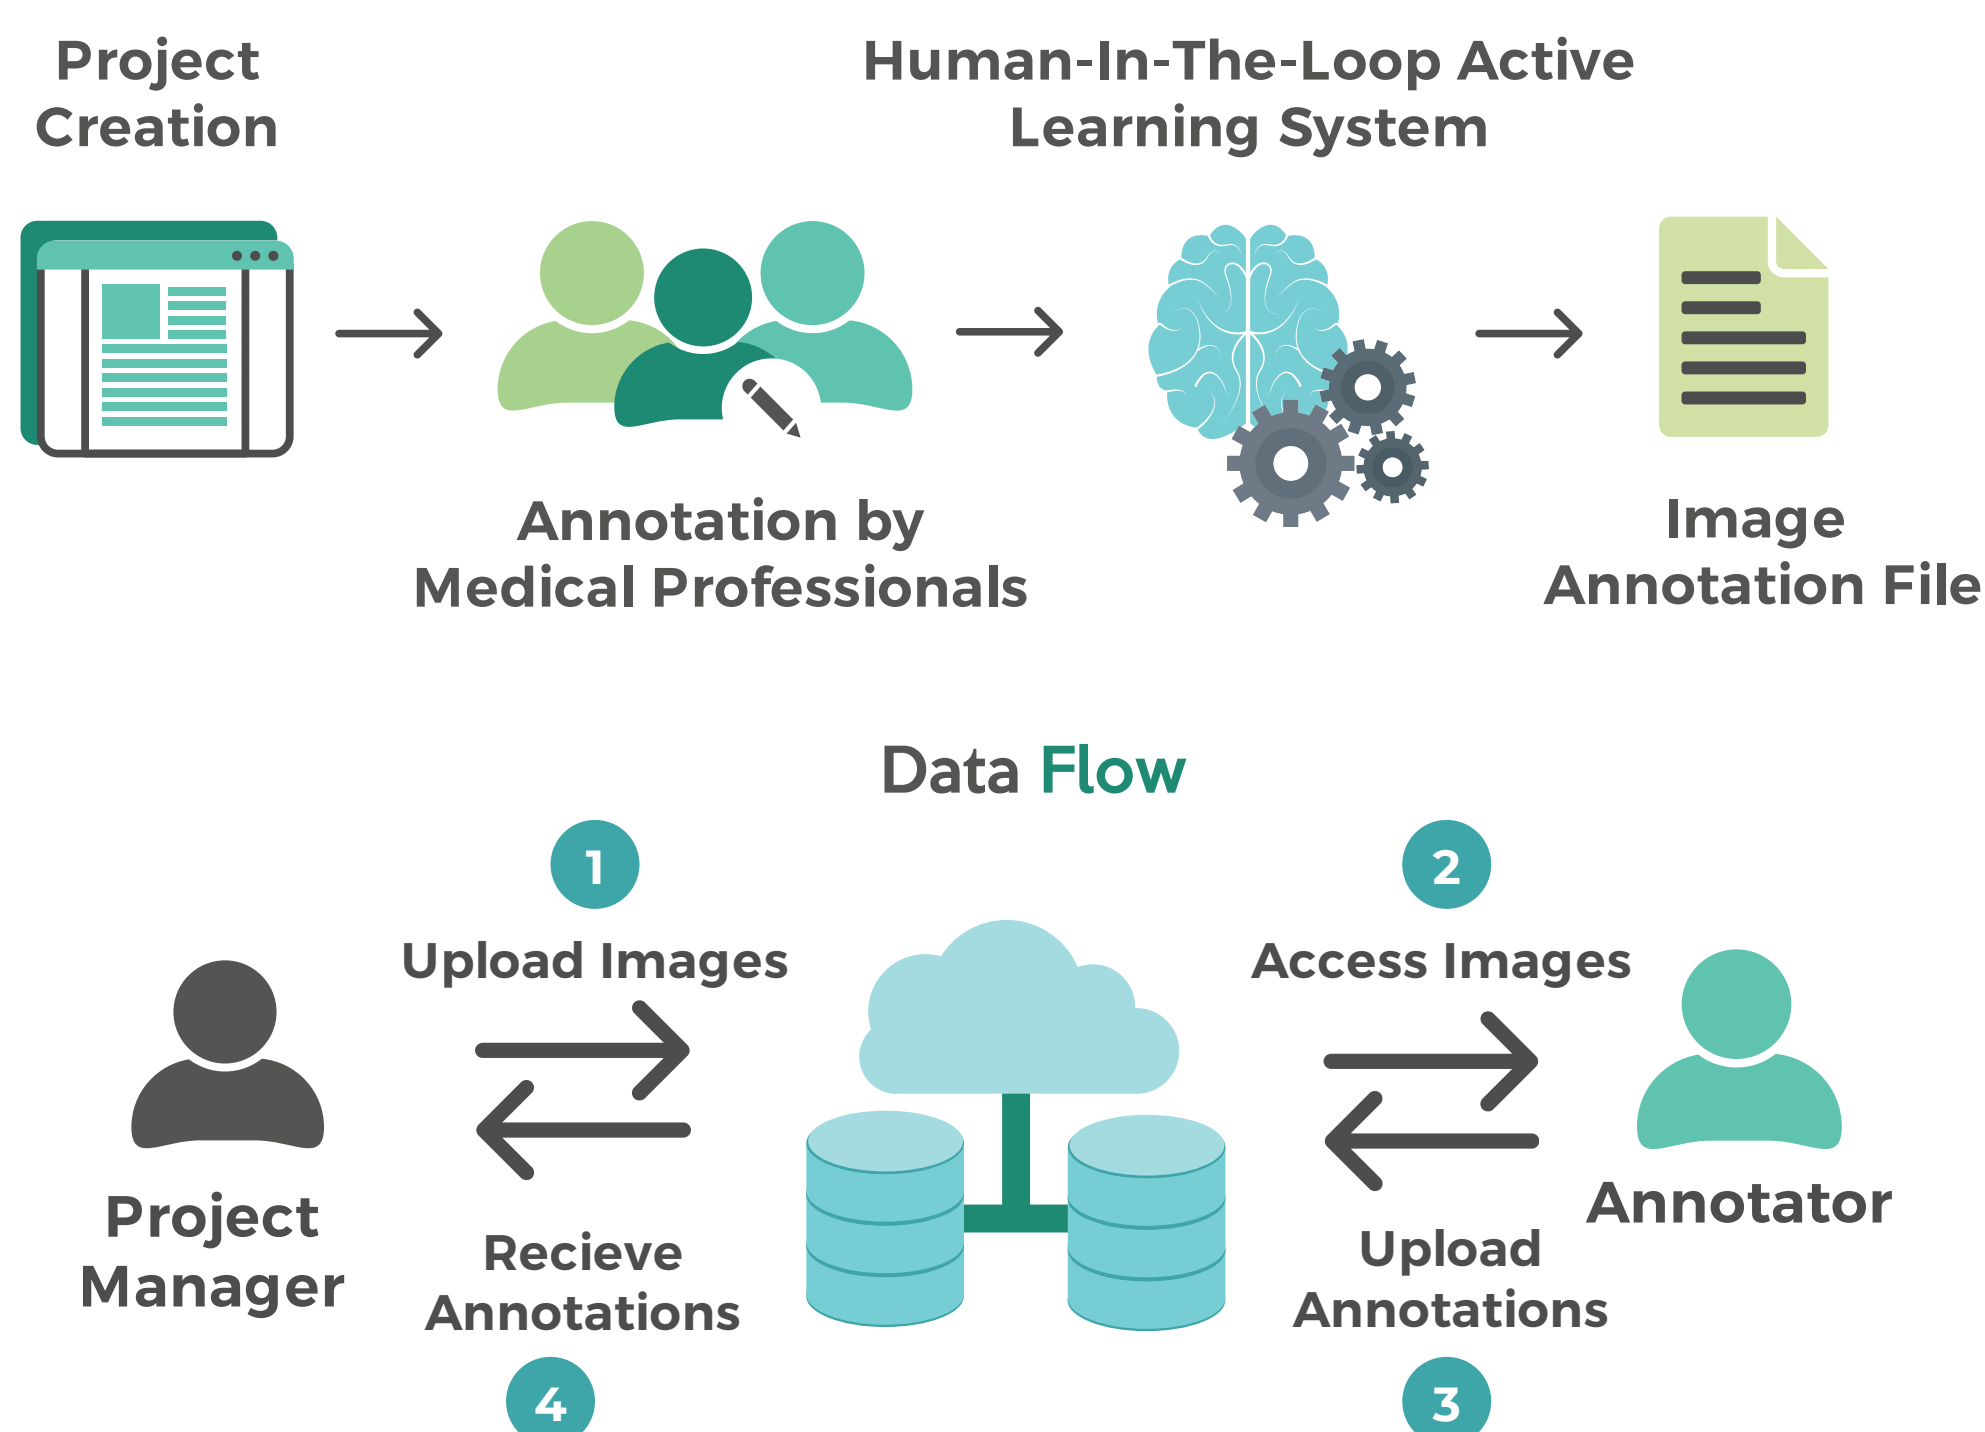 Project
Creation
Human-In-The-Loop Active
Learning System
Annotation by
Medical Professionals
Image
Annotation File
Data Flow
1
2
Upload Images
Access Images
Project
Manager
Annotator
Recieve
Annotations
Upload
Annotations
4
3